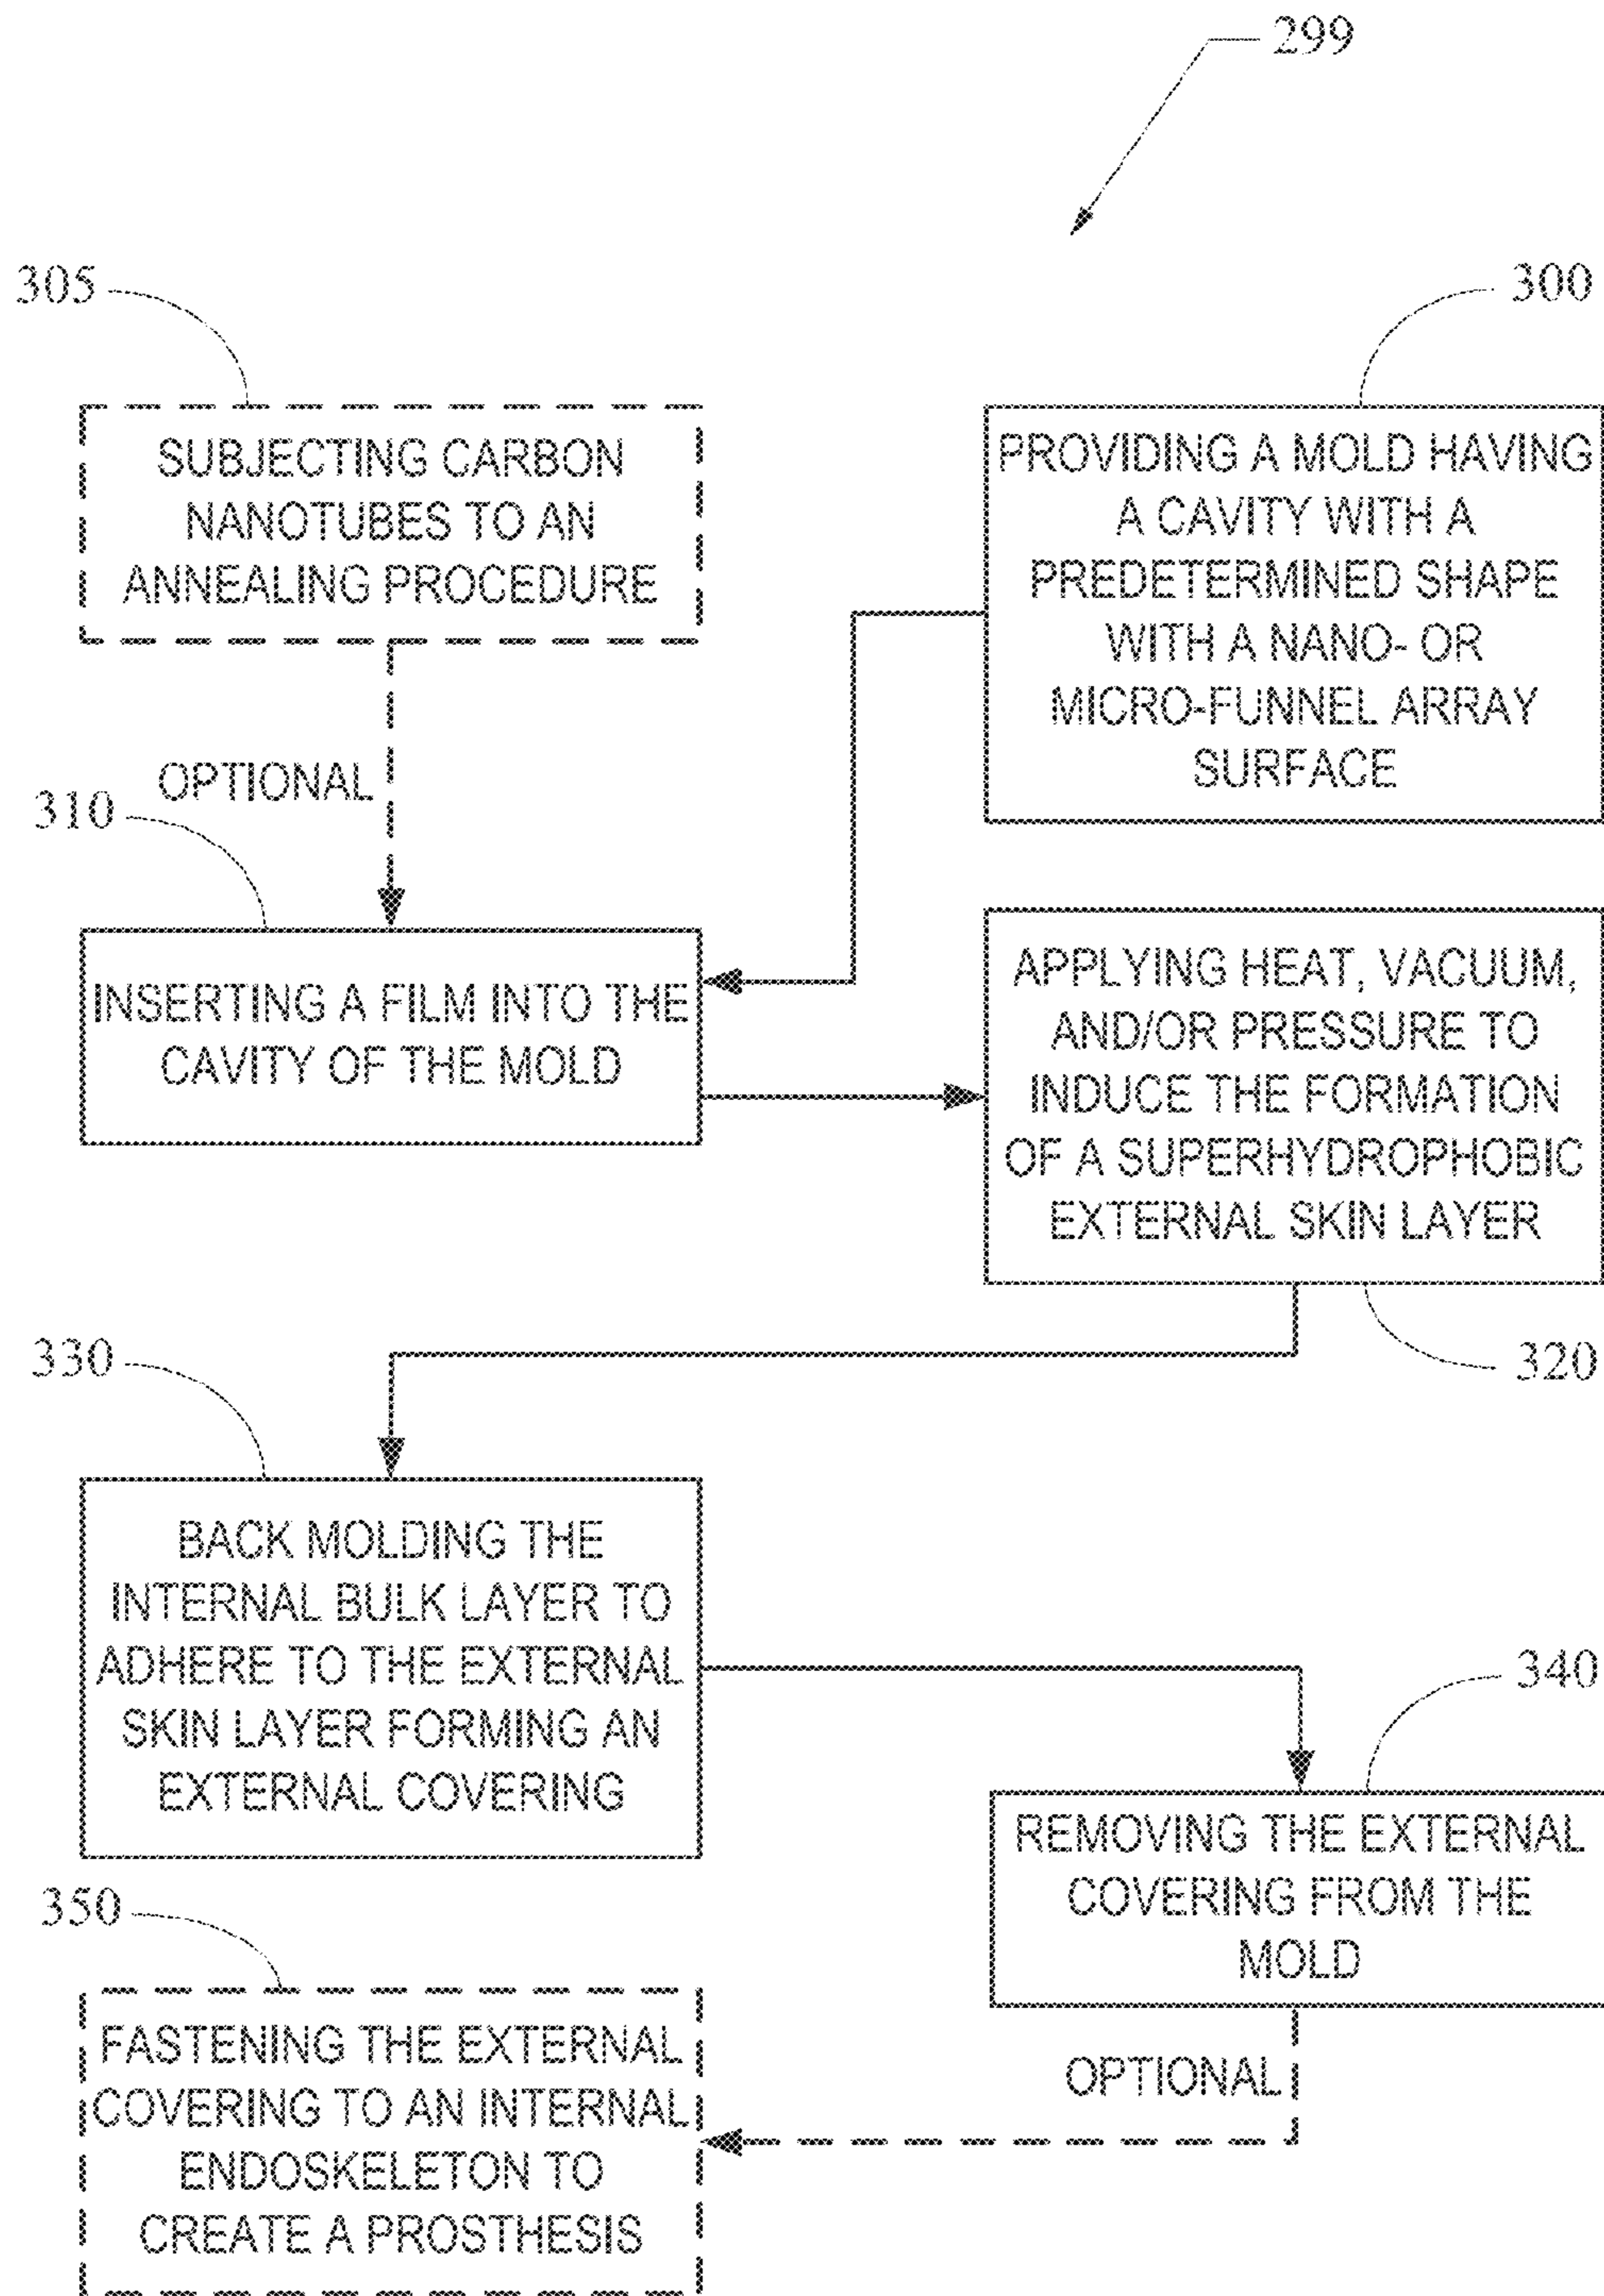 299
305
SUBJECTING CARBON
NANOTUBES TO AN
ANNEALING PROCEDURE
300
PROVIDING A MOLD HAVING
A CAVITY WITH A
PREDETERMINED SHAPE
WITH A NANO- OR
MICRO-FUNNEL ARRAY
SURFACE
OPTIONAL
310
INSERTING A FILM INTO THE
CAVITY OF THE MOLD
APPLYING HEAT, VACUUM,
AND/OR PRESSURE TO
INDUCE THE FORMATION
OF A SUPERHYDROPHOBIC
EXTERNAL SKIN LAYER
320
330
BACK MOLDING THE
INTERNAL BULK LAYER TO
ADHERE TO THE EXTERNAL
SKIN LAYER FORMING AN
EXTERNAL COVERING
340
REMOVING THE EXTERNAL
COVERING FROM THE
MOLD
OPTIONAL
350
FASTENING THE EXTERNAL
COVERING TO AN INTERNAL
ENDOSKELETON TO
CREATE A PROSTHESIS